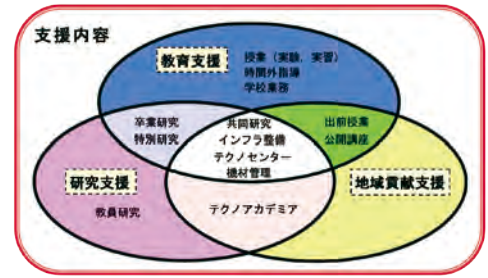 支援内容
教育支援
授業（実験，実習）
時間外指導
学校業務
卒業研究
特別研究
共同研究
インフラ整備
テクノセンター
機材管理
出前授業
公開講座
研究支援
教員研究
テクノアカデミア
地域貢献支援